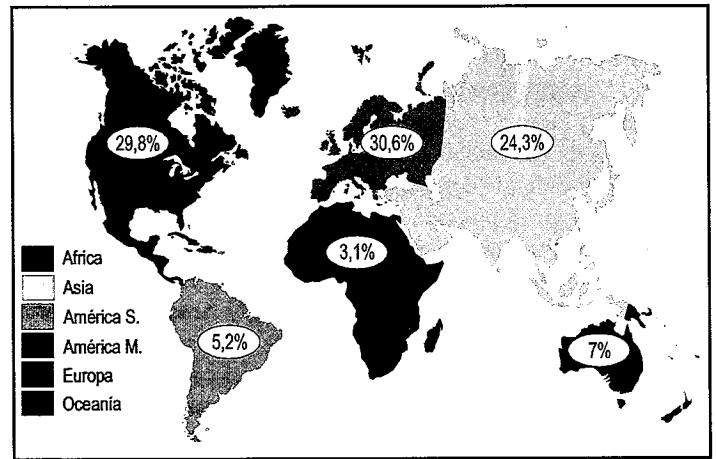 29,8%
30,6%
24,3%
3,1%
5,2%
7%
Africa
Asia
América S.
América M.
Europa
Oceanía